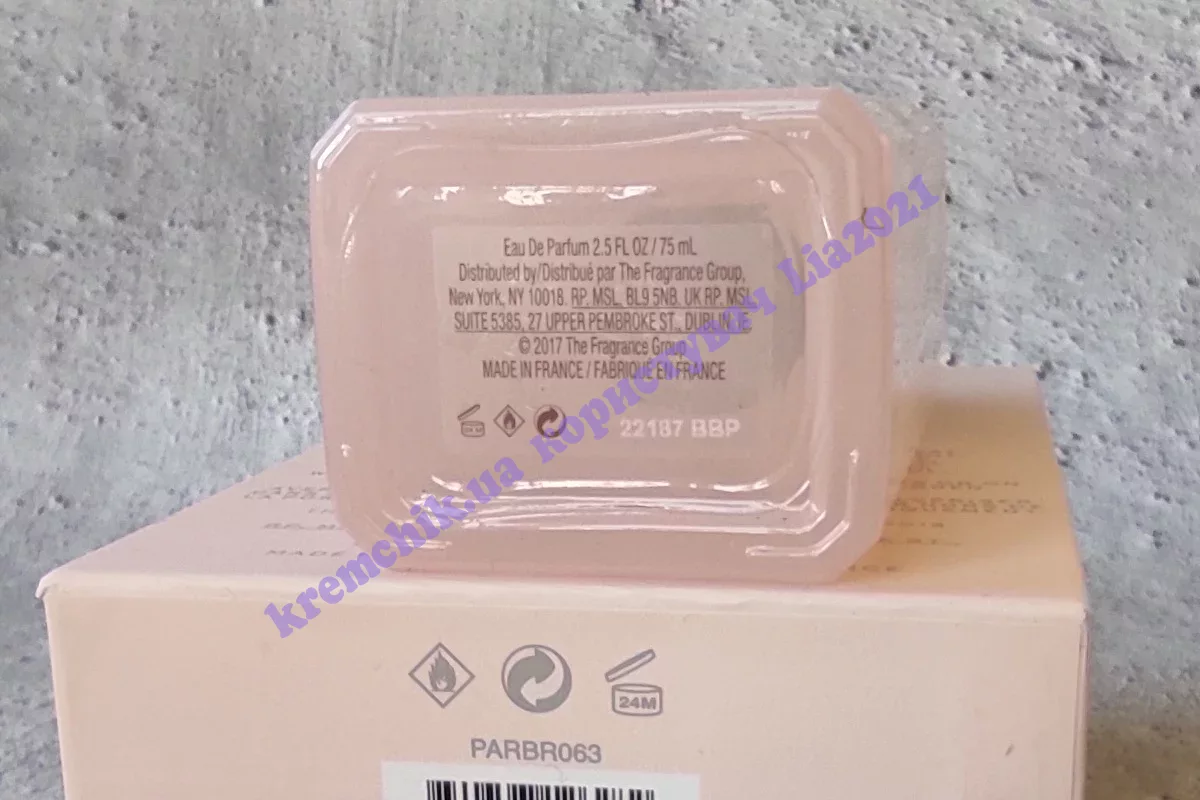 Eau De Parfum 2.5 FL OZ / 75 mL
Distributed by/Distribué par The Fragrance Group,
New York, NY 10018. RP, MSL, BL9 5NB. UK RP, MSL
SUITE 5385, 27 UPPER PEMBROKE ST., DUBLIN, IE.
© 2017 The Fragrance Group
MADE IN FRANCE / FABRIQUÉ EN FRANCE
22187 BBP
kremchik.ua користувач Lia2021
MADE
24M
PARBR063